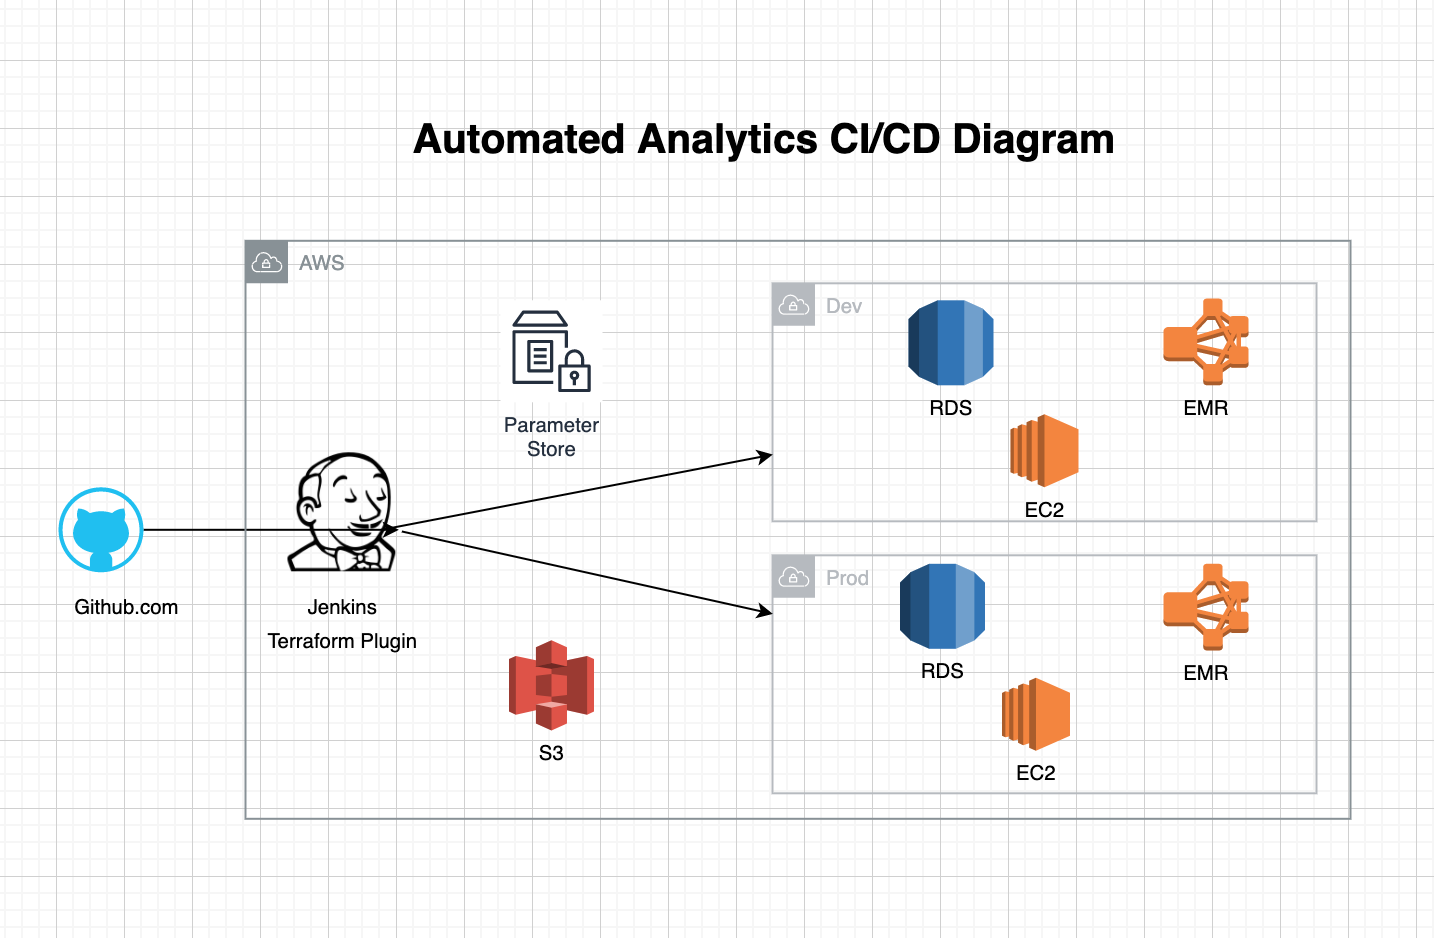 Automated Analytics CI/CD Diagram
AWS
Dev
RDS
EMR
Parameter
Store
EC2
Github.com
Jenkins
Terraform Plugin
Prod
RDS
EMR
S3
EC2